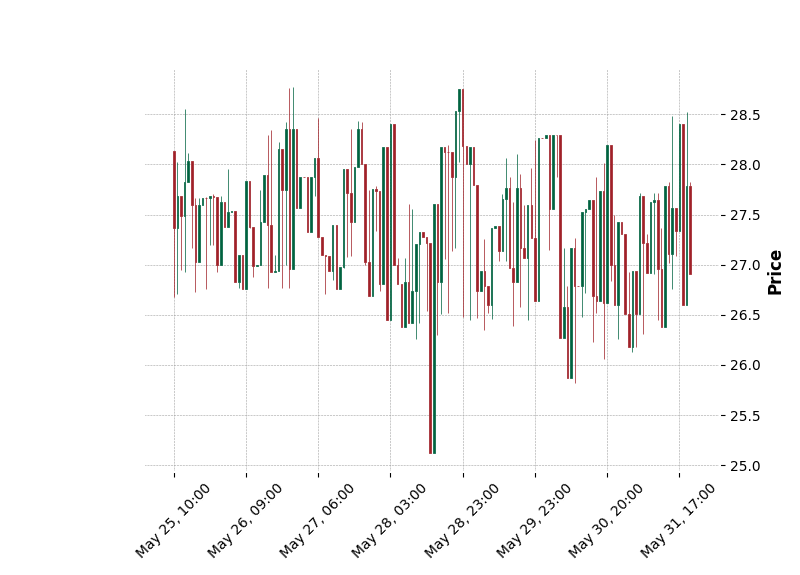 28.5
28.0
27.5
27.0
26.5
26.0
25.5
25.0
Price
May 25, 10:00
May 26, 09:00
May 27, 06:00
May 28, 03:00
May 28, 23:00
May 29, 23:00
May 30, 20:00
May 31, 17:00